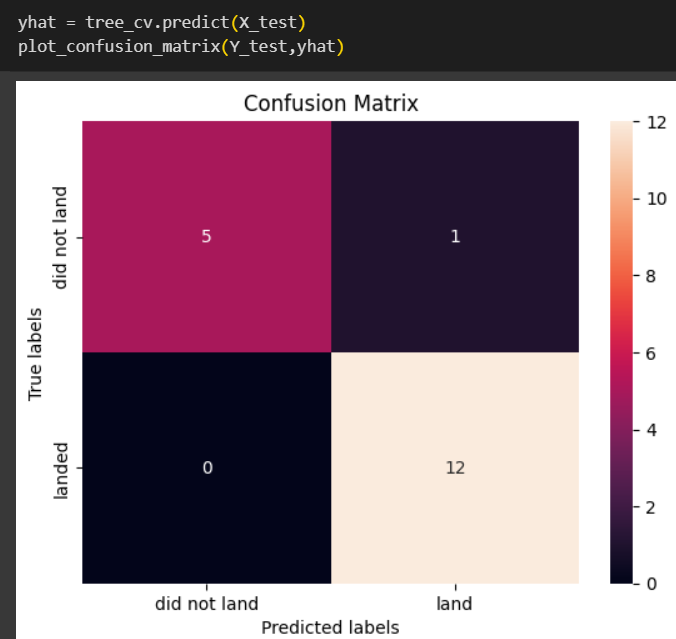 yhat = tree_cv.predict(X_test)
plot_confusion_matrix(Y_test,yhat)
Confusion Matrix
12
10
8
6
4
2
0
True labels
did not land
landed
5
1
0
12
did not land
land
Predicted labels